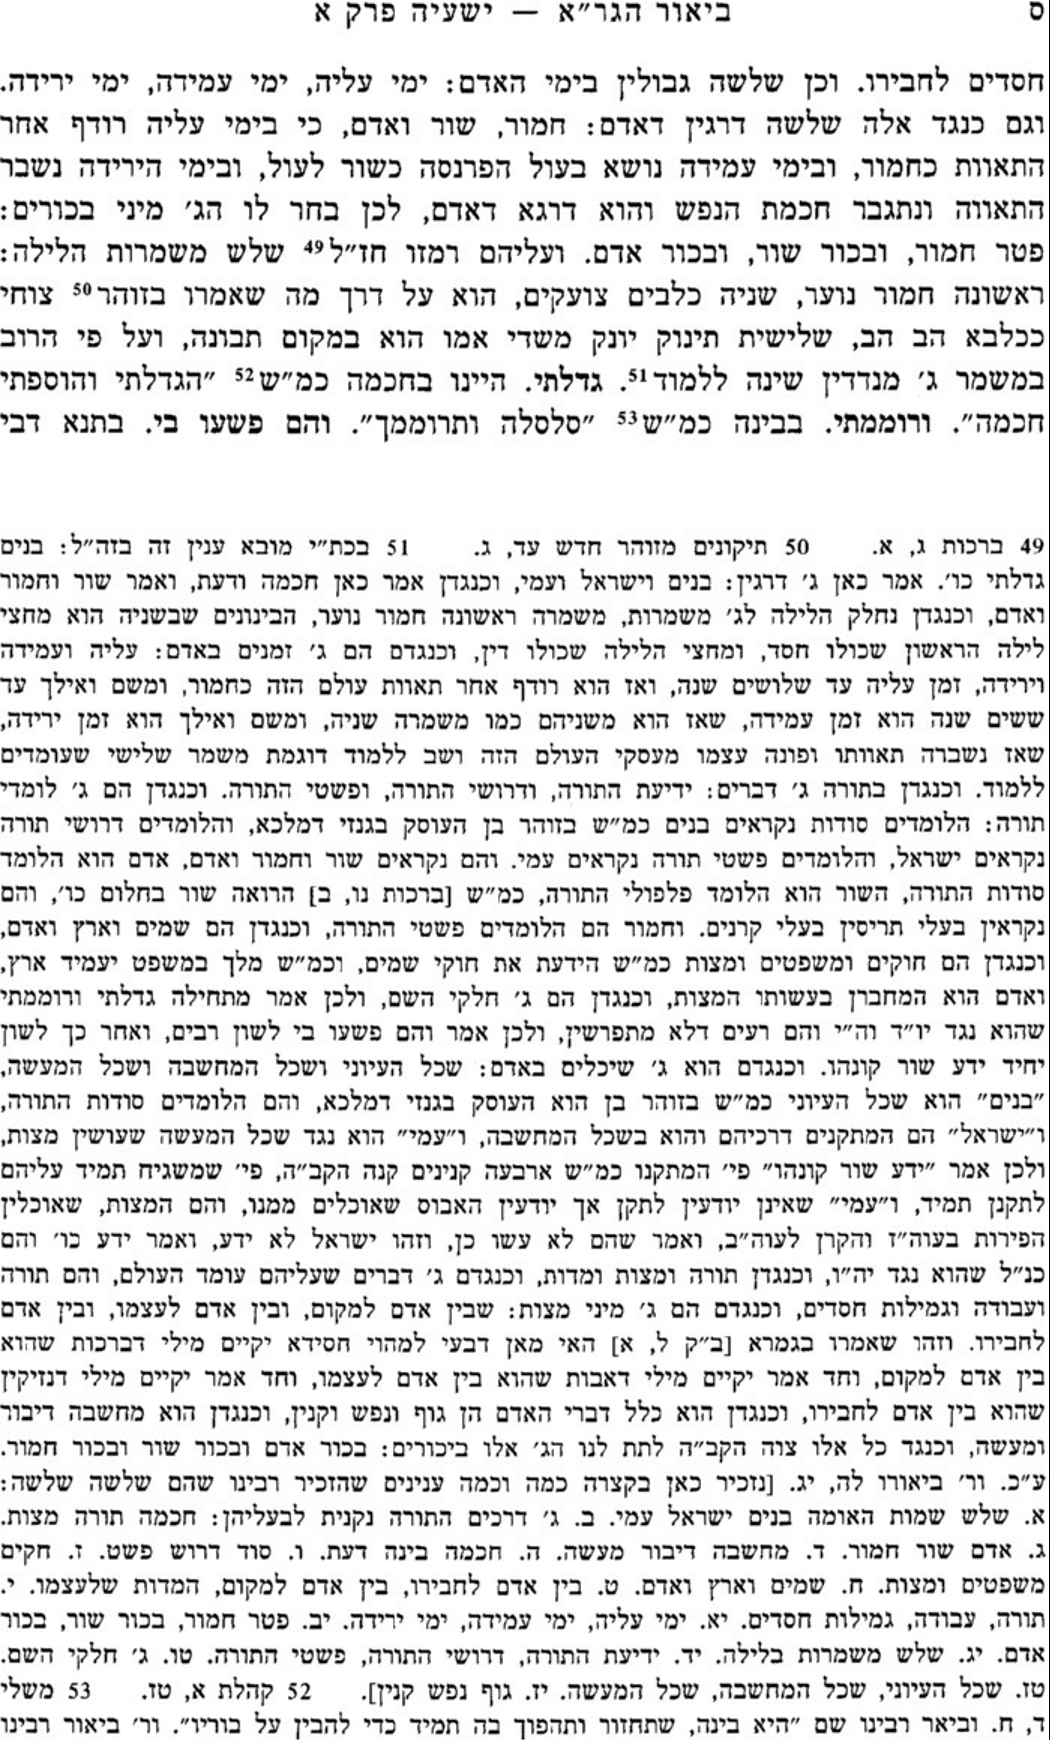 ס
ביאור הגר״א — ישעיה פרק א
חסדים לחבירו. וכן שלשה גבולין בימי האדם: ימי עליה, ימי עמידה, ימי ירידה.
וגם כנגד אלה שלשה דרגין דאדם: חמור, שור ואדם, כי בימי עליה רודף אחר
התאוות כחמור, ובימי עמידה נושא בעול הפרנסה כשור לעול, ובימי הירידה נשבר
התאווה ונתגבר חכמת הנפש והוא דרגא דאדם, לכן בחר לו הג׳ מיני בכורים:
פטר חמור, ובכור שור, ובכור אדם. ועליהם רמזו חז״ל49 שלש משמרות הלילה:
ראשונה חמור נוער, שניה כלבים צועקים, הוא על דרך מה שאמרו בזוהר50 צוחי
ככלבא הב הב, שלישית תינוק יונק משדי אמו הוא במקום תבונה, ועל פי הרוב
במשמר ג׳ מנדדין שינה ללמוד51. גדלתי. היינו בחכמה כמ״ש52 ״הגדלתי והוספתי
חכמה״. ורוממתי. בבינה כמ״ש53 ״סלסלה ותרוממך״. והם פשעו בי. בתנא דבי
49 ברכות ג, א. 50 תיקונים מזוהר חדש עד, ג. 51 בכת״י מובא ענין זה בזה״ל: בנים
גדלתי כו׳. אמר כאן ג׳ דרגין: בנים וישראל ועמי, וכנגדן אמר כאן חכמה ודעת, ואמר שור וחמור
ואדם, וכנגדן נחלק הלילה לג׳ משמרות, משמרה ראשונה חמור נוער, הבינונים שבשניה הוא מחצי
לילה הראשון שכולו חסד, ומחצי הלילה שכולו דין, וכנגדם הם ג׳ זמנים באדם: עליה ועמידה
וירידה, זמן עליה עד שלושים שנה, ואז הוא רודף אחר תאוות עולם הזה כחמור, ומשם ואילך עד
ששים שנה הוא זמן עמידה, שאז הוא משניהם כמו משמרה שניה, ומשם ואילך הוא זמן ירידה,
שאז נשברה תאוותו ופונה עצמו מעסקי העולם הזה ושב ללמוד דוגמת משמר שלישי שעומדים
ללמוד. וכנגדן בתורה ג׳ דברים: ידיעת התורה, ודרושי התורה, ופשטי התורה. וכנגדן הם ג׳ לומדי
תורה: הלומדים סודות נקראים בנים כמ״ש בזוהר בן העוסק בגנזי דמלכא, והלומדים דרושי תורה
נקראים ישראל, והלומדים פשטי תורה נקראים עמי. והם נקראים שור וחמור ואדם, אדם הוא הלומד
סודות התורה, השור הוא הלומד פלפולי התורה, כמ״ש [ברכות נו, ב] הרואה שור בחלום כו׳, והם
נקראין בעלי תריסין בעלי קרנים. וחמור הם הלומדים פשטי התורה, וכנגדן הם שמים וארץ ואדם,
וכנגדן הם חוקים ומשפטים ומצות כמ״ש הידעת את חוקי שמים, וכמ״ש מלך במשפט יעמיד ארץ,
ואדם הוא המחברן בעשותו המצות, וכנגדן הם ג׳ חלקי השם, ולכן אמר מתחילה גדלתי ורוממתי
שהוא נגד יו״ד וה״י והם רעים דלא מתפרשין, ולכן אמר והם פשעו בי לשון רבים, ואחר כך לשון
יחיד ידע שור קונהו. וכנגדם הוא ג׳ שיכלים באדם: שכל העיוני ושכל המחשבה ושכל המעשה,
״בנים״ הוא שכל העיוני כמ״ש בזוהר בן הוא העוסק בגנזי דמלכא, והם הלומדים סודות התורה,
ו״ישראל״ הם המתקנים דרכיהם והוא בשכל המחשבה, ו״עמי״ הוא נגד שכל המעשה שעושין מצות,
ולכן אמר ״ידע שור קונהו״ פי׳ המתקנו כמ״ש ארבעה קנינים קנה הקב״ה, פי׳ שמשגיח תמיד עליהם
לתקנן תמיד, ו״עמי״ שאינן יודעין לתקן אך יודעין האבוס שאוכלים ממנו, והם המצות, שאוכלין
הפירות בעוה״ז והקרן לעוה״ב, ואמר שהם לא עשו כן, וזהו ישראל לא ידע, ואמר ידע כו׳ והם
כנ״ל שהוא נגד יה״ו, וכנגדן תורה ומצות ומדות, וכנגדם ג׳ דברים שעליהם עומד העולם, והם תורה
ועבודה וגמילות חסדים, וכנגדם הם ג׳ מיני מצות: שבין אדם למקום, ובין אדם לעצמו, ובין אדם
לחבירו. וזהו שאמרו בגמרא [ב״ק ל, א] האי מאן דבעי למהוי חסידא יקיים מילי דברכות שהוא
בין אדם למקום, וחד אמר יקיים מילי דאבות שהוא בין אדם לעצמו, וחד אמר יקיים מילי דנזיקין
שהוא בין אדם לחבירו, וכנגדן הוא כלל דברי האדם הן גוף ונפש וקנין, וכנגדן הוא מחשבה דיבור
ומעשה, וכנגד כל אלו צוה הקב״ה לתת לנו הג׳ אלו ביכורים: בכור אדם ובכור שור ובכור חמור.
ע״כ. ור׳ ביאורו לה, יג. [נזכיר כאן בקצרה כמה וכמה ענינים שהזכיר רבינו שהם שלשה שלשה:
א. שלש שמות האומה בנים ישראל עמי. ב. ג׳ דרכים התורה נקנית לבעליהן: חכמה תורה מצות.
ג. אדם שור חמור. ד. מחשבה דיבור מעשה. ה. חכמה בינה דעת. ו. סוד דרוש פשט. ז. חקים
משפטים ומצות. ח. שמים וארץ ואדם. ט. בין אדם לחבירו, בין אדם למקום, המדות שלעצמו. י.
תורה, עבודה, גמילות חסדים. יא. ימי עליה, ימי עמידה, ימי ירידה. יב. פטר חמור, בכור שור, בכור
אדם. יג. שלש משמרות בלילה. יד. ידיעת התורה, דרושי התורה, פשטי התורה. טו. ג׳ חלקי השם.
טז. שכל העיוני, שכל המחשבה, שכל המעשה. יז. גוף נפש קנין]. 52 קהלת א, טז. 53 משלי
ד, ח. וביאר רבינו שם ״היא בינה, שתחזור ותהפוך בה תמיד כדי להבין על בוריו״. ור׳ ביאור רבינו